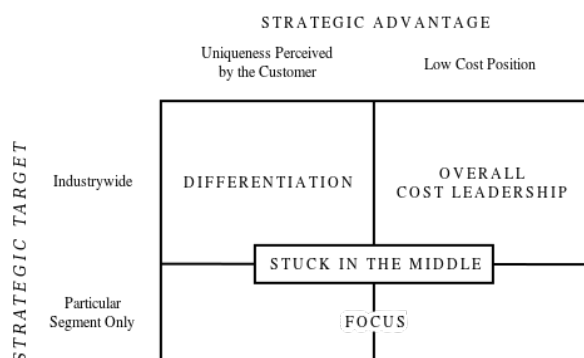 STRATEGIC ADVANTAGE
Uniqueness Perceived
by the Customer
Low Cost Position
STRATEGIC TARGET
Industrywide
DIFFERENTIATION
OVERALL
COST LEADERSHIP
STUCK IN THE MIDDLE
Particular
Segment Only
FOCUS